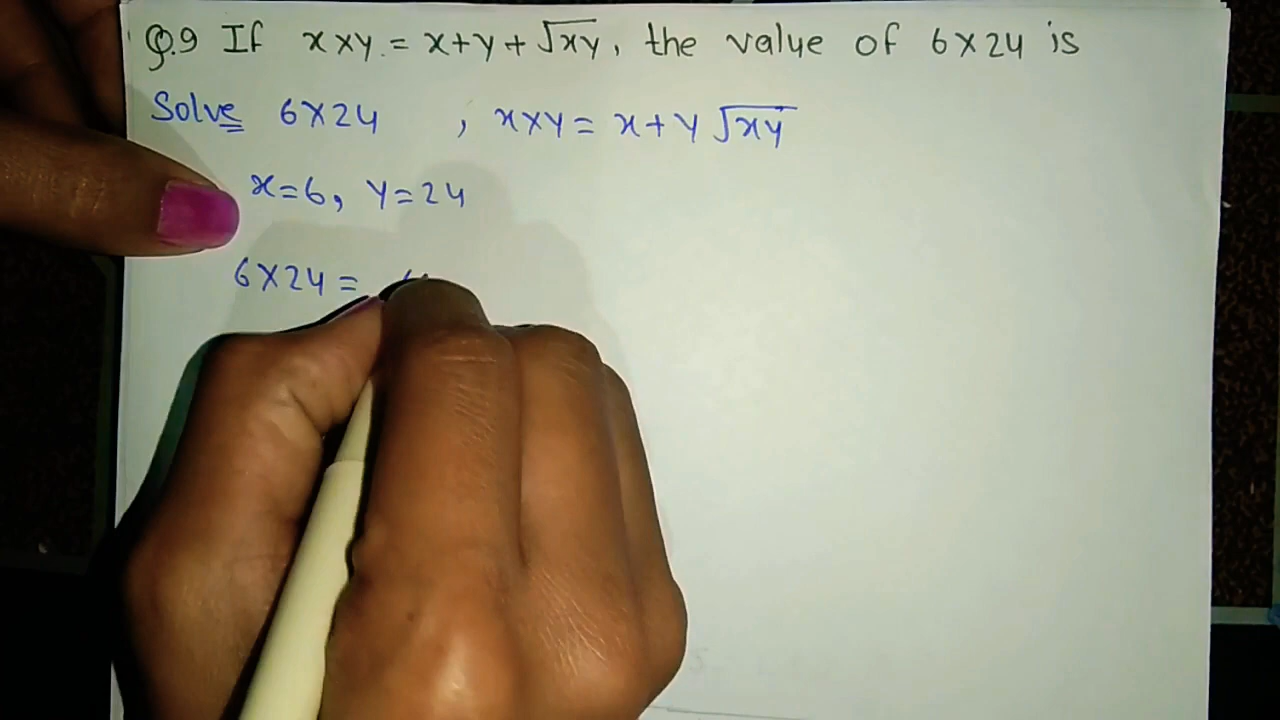 Q.9 If x×y = x+y+√xy, the value of 6×24 is
Solve 6×24 , x×y = x+y √xy
x=6, y=24
6×24 =